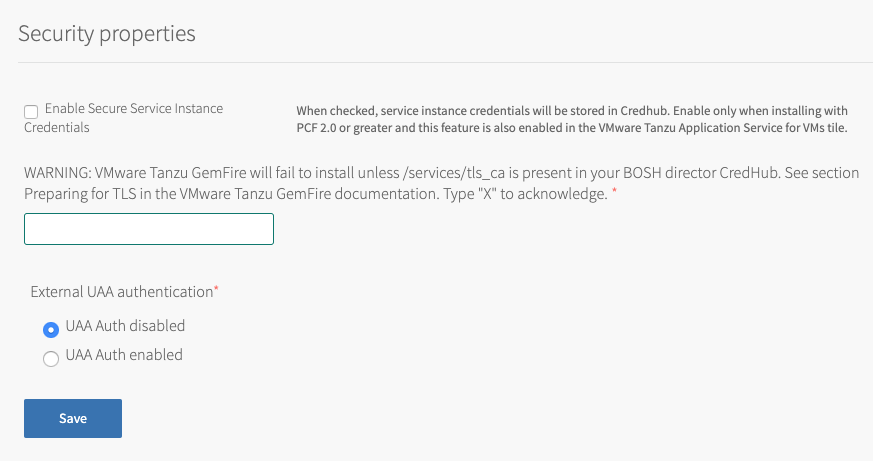 Security properties
Enable Secure Service Instance
Credentials
When checked, service instance credentials will be stored in Credhub. Enable only when installing with
PCF 2.0 or greater and this feature is also enabled in the VMware Tanzu Application Service for VMs tile.
WARNING: VMware Tanzu GemFire will fail to install unless /services/tls_ca is present in your BOSH director CredHub. See section
Preparing for TLS in the VMware Tanzu GemFire documentation. Type "X" to acknowledge. *
External UAA authentication*
UAA Auth disabled
UAA Auth enabled
Save